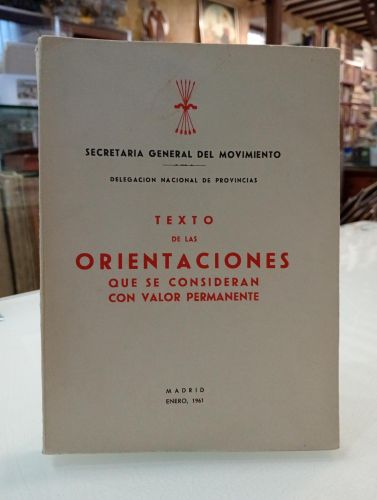 SECRETARIA GENERAL DEL MOVIMIENTO
DELEGACION NACIONAL DE PROVINCIAS
TEXTO
DE LAS
ORIENTACIONES
QUE SE CONSIDERAN
CON VALOR PERMANENTE
MADRID
ENERO, 1961